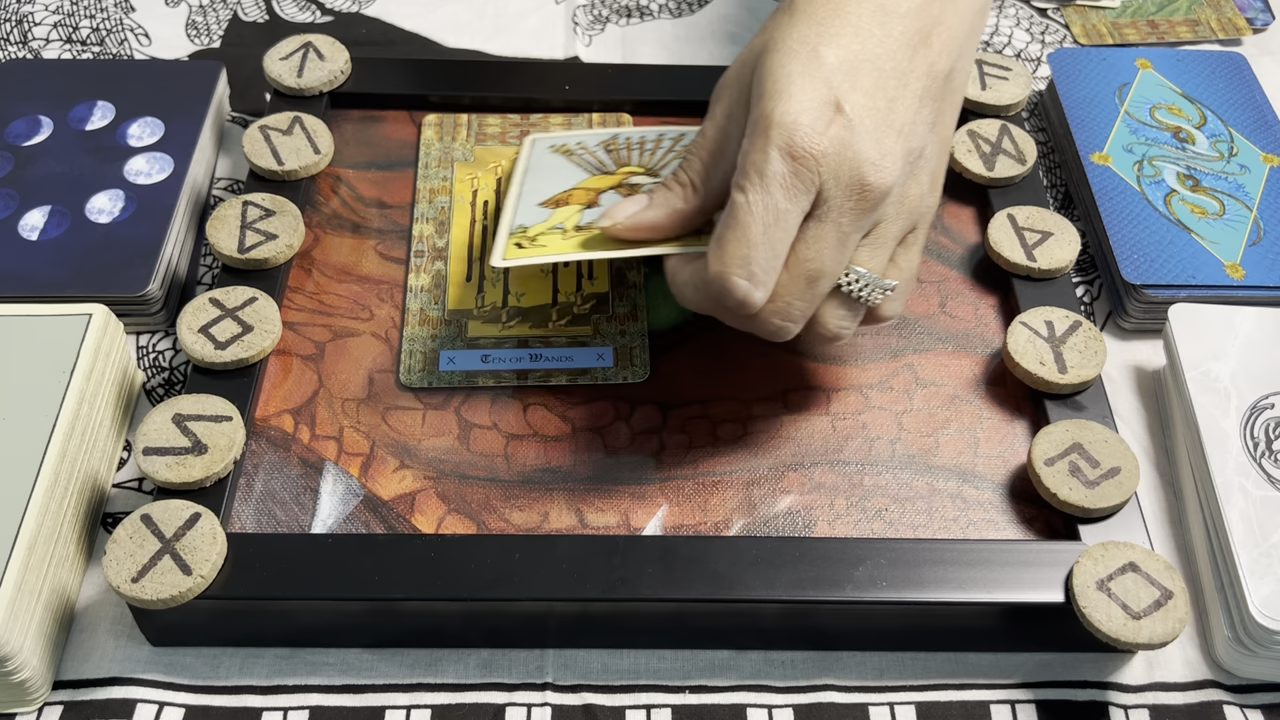 ᛏ
ᚨ
ᛖ
ᛞ
ᛒ
ᚦ
ᛟ
ᛉ
ᛊ
ᛃ
ᚷ
ᛜ
X TEN OF WANDS X